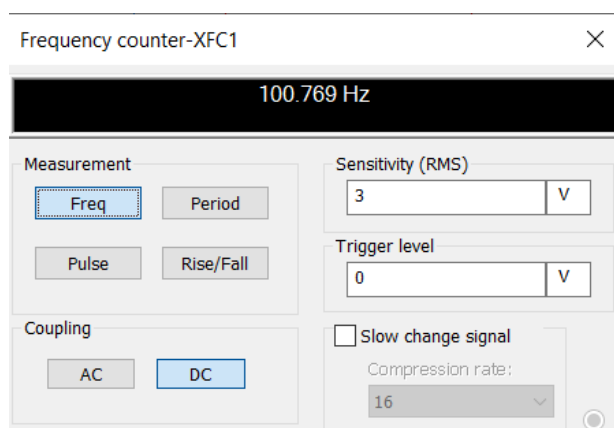 Frequency counter-XFC1
100.769 Hz
Measurement
Freq
Period
Pulse
Rise/Fall
Coupling
AC
DC
Sensitivity (RMS)
3
V
Trigger level
0
V
Slow change signal
Compression rate:
16